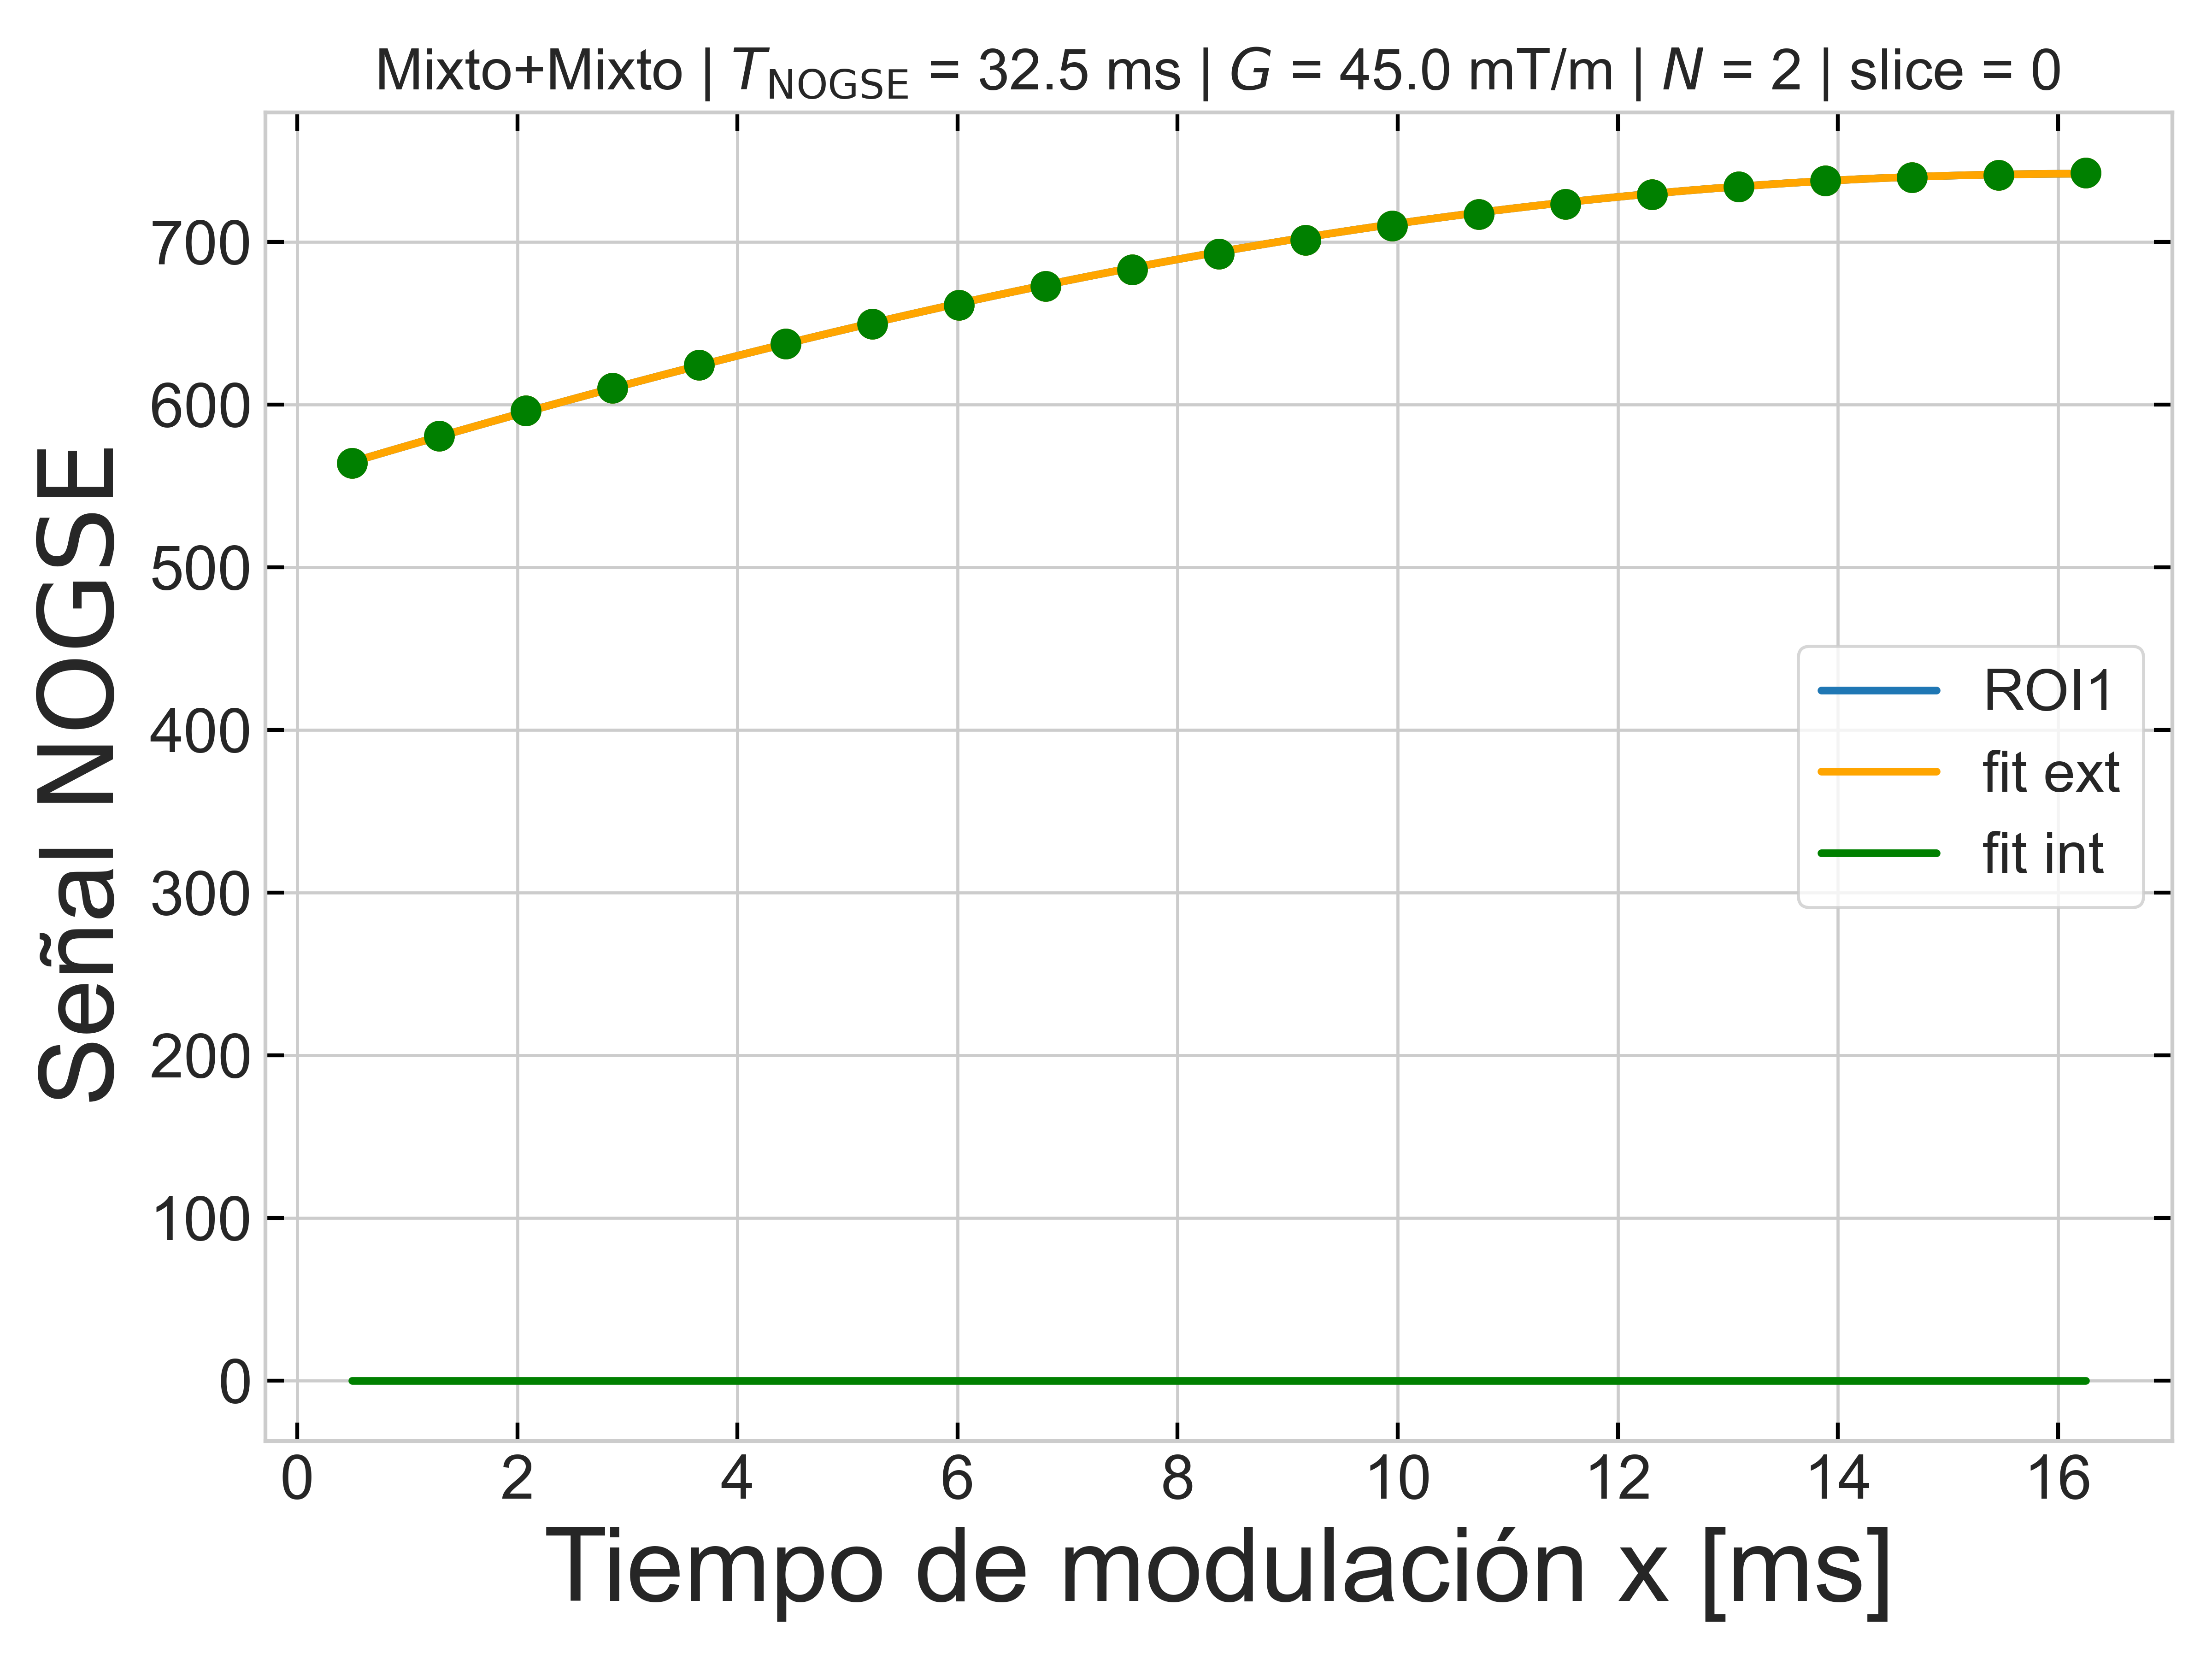 Mixto+Mixto | T_NOGSE = 32.5 ms | G = 45.0 mT/m | N = 2 | slice = 0
Señal NOGSE
700
600
500
400
300
200
100
0
ROI1
fit ext
fit int
0 2 4 6 8 10 12 14 16
Tiempo de modulación x [ms]